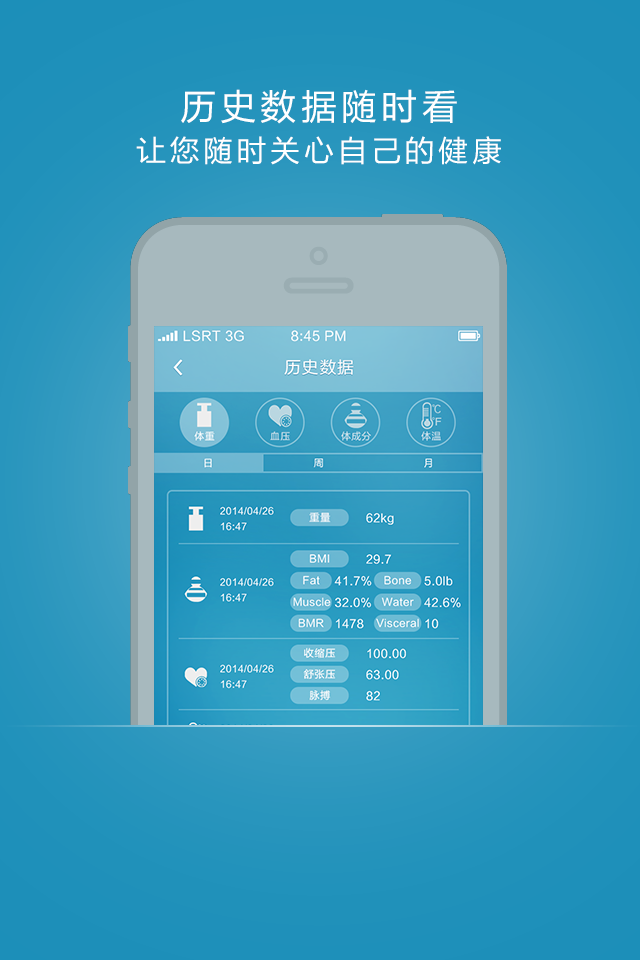 历史数据随时看
让您随时关心自己的健康
LSRT 3G 8:45 PM
历史数据
体重 血压 体成分 ℃ °F 体温
日 周 月
2014/04/26
16:47
重量 62kg
BMI 29.7
2014/04/26
16:47
Fat 41.7% Bone 5.0lb
Muscle 32.0% Water 42.6%
BMR 1478 Visceral 10
2014/04/26
16:47
收缩压 100.00
舒张压 63.00
脉搏 82